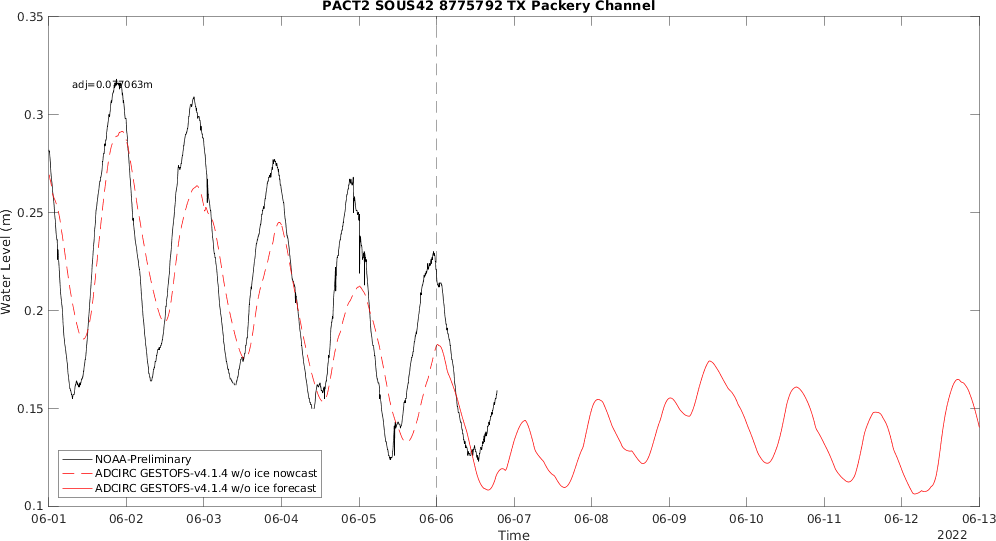 PACT2 SOUS42 8775792 TX Packery Channel
0.35
adj=0.077063m
0.3
0.25
Water Level (m)
0.2
0.15
NOAA-Preliminary
ADCIRC GESTOFS-v4.1.4 w/o ice nowcast
ADCIRC GESTOFS-v4.1.4 w/o ice forecast
0.1
06-01 06-02 06-03 06-04 06-05 06-06 06-07 06-08 06-09 06-10 06-11 06-12 06-13
Time
2022